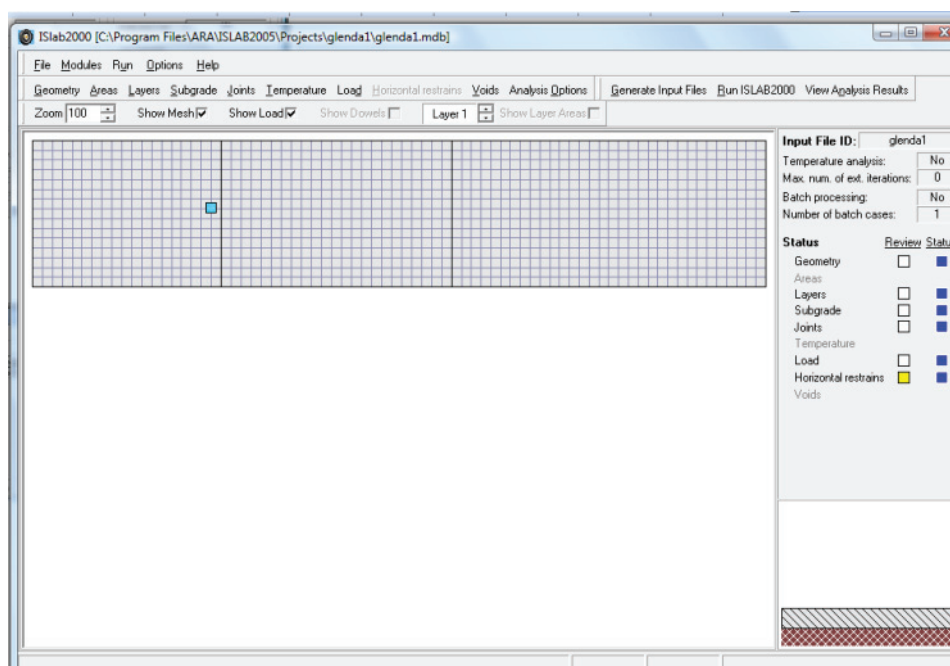 ISlab2000 [C:\Program Files\ARA\ISLAB2005\Projects\glenda1\glenda1.mdb]
File Modules Run Options Help
Geometry Areas Layers Subgrade Joints Temperature Load Horizontal restrains Voids Analysis Options Generate Input Files Run ISLAB2000 View Analysis Results
Zoom 100 Show Mesh Show Load Show Dowels Layer 1 Show Layer Areas
Input File ID: glenda1
Temperature analysis: No
Max. num. of ext. iterations: 0
Batch processing: No
Number of batch cases: 1
Status Review Statu
Geometry
Areas
Layers
Subgrade
Joints
Temperature
Load
Horizontal restrains
Voids